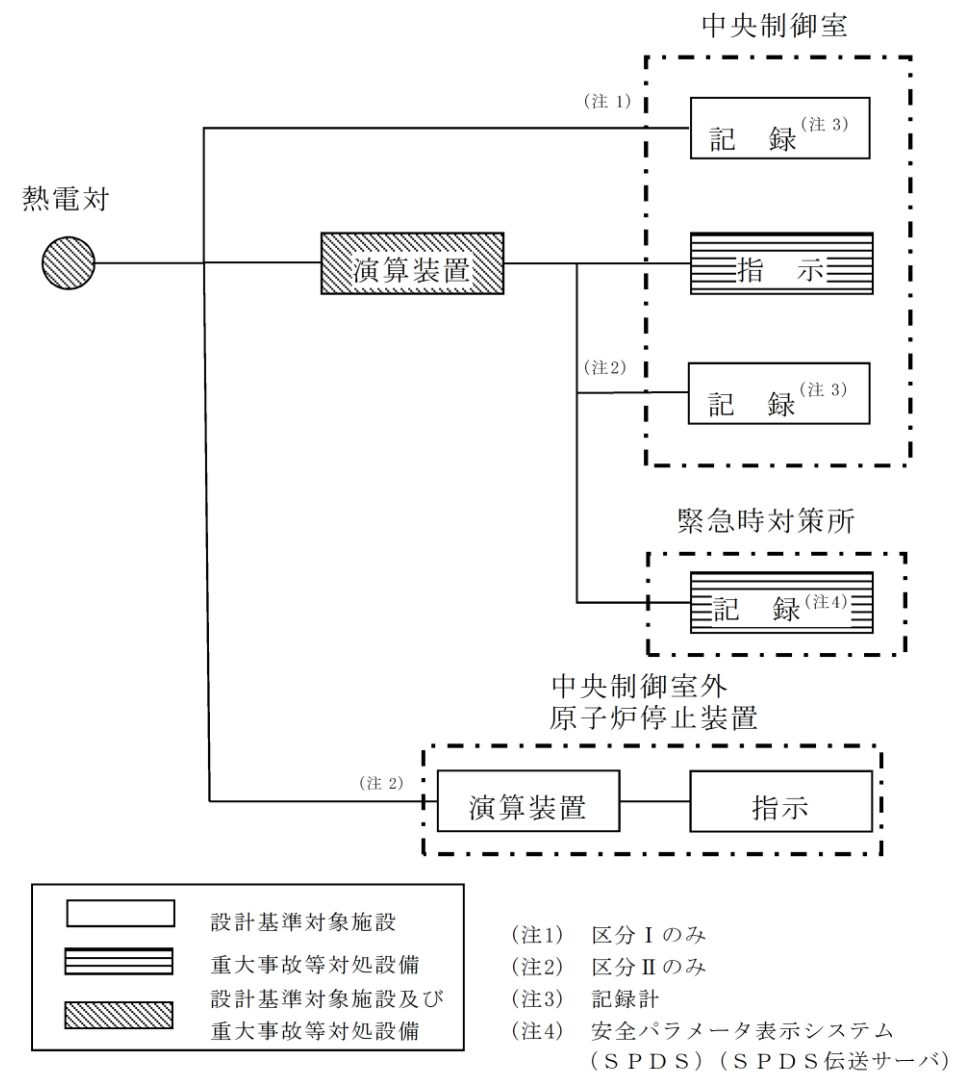 中央制御室
(注 1)
記 録(注 3)
熱電対
演算装置
指 示
(注2)
記 録(注 3)
緊急時対策所
記 録(注4)
中央制御室外
原子炉停止装置
(注 2)
演算装置
指示
設計基準対象施設
重大事故等対処設備
設計基準対象施設及び
重大事故等対処設備
(注1) 区分Ⅰのみ
(注2) 区分Ⅱのみ
(注3) 記録計
(注4) 安全パラメータ表示システム
(SPDS)(SPDS伝送サーバ)